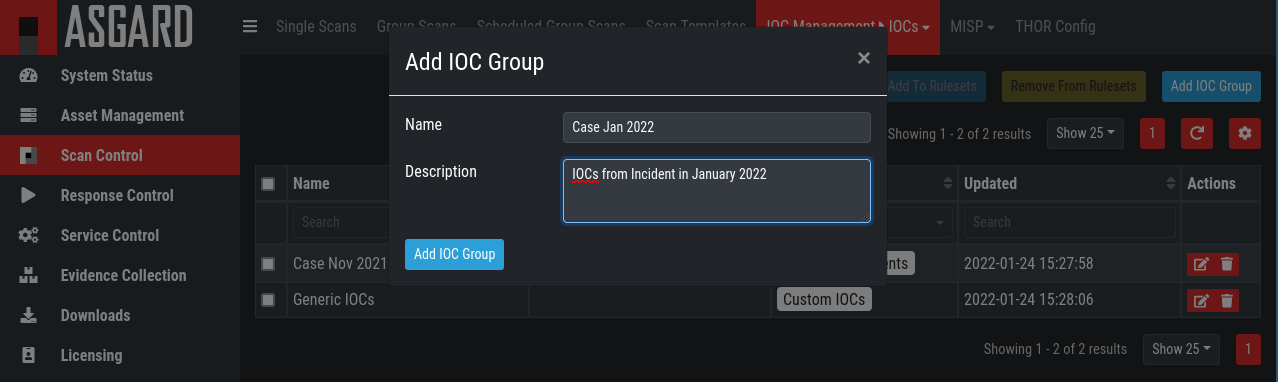 ASGARD
Single Scans Group Scans Scheduled Group Scans Scan Templates IOC Management IOCs MISP THOR Config
System Status
Asset Management
Scan Control
Response Control
Service Control
Evidence Collection
Downloads
Licensing
Add IOC Group ×
Name Case Jan 2022
Description IOCs from Incident in January 2022
Add IOC Group
Add To Rulesets Remove From Rulesets Add IOC Group
Showing 1 - 2 of 2 results Show 25 1
Name Updated Actions
Search Search
Case Nov 2021 ents 2022-01-24 15:27:58
Generic IOCs Custom IOCs 2022-01-24 15:28:06
Showing 1 - 2 of 2 results Show 25 1